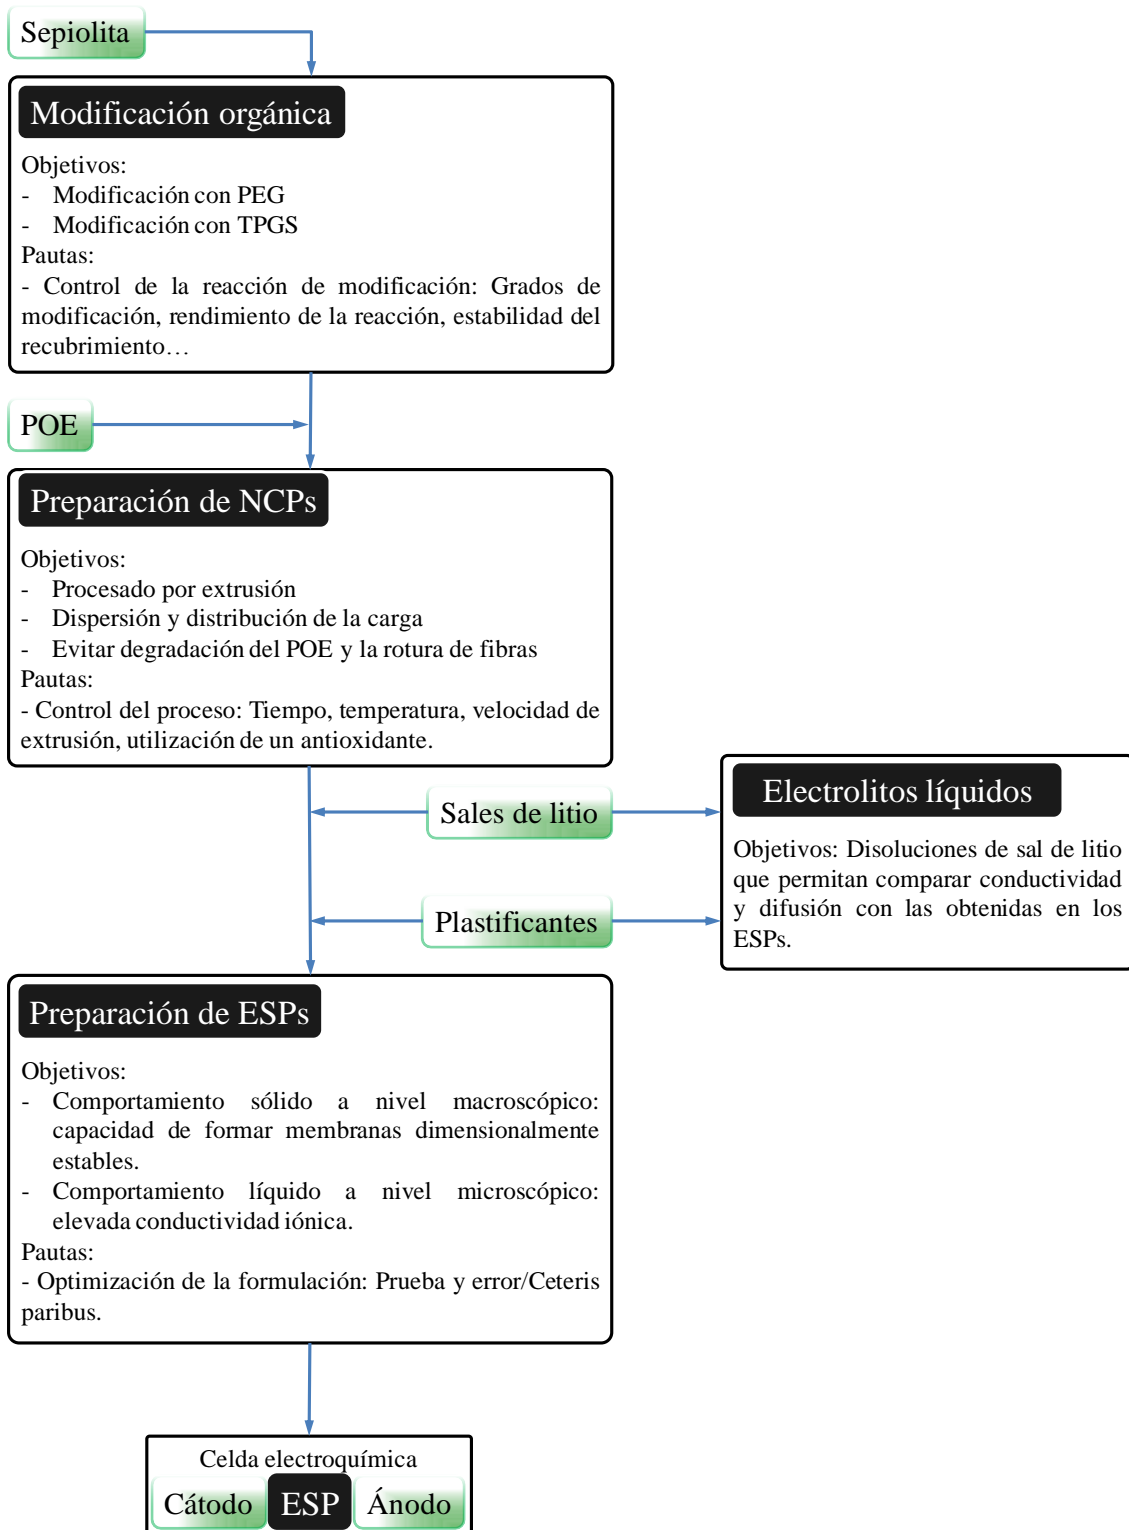 Sepiolita
Modificación orgánica
Objetivos:
- Modificación con PEG
- Modificación con TPGS
Pautas:
- Control de la reacción de modificación: Grados de
modificación, rendimiento de la reacción, estabilidad del
recubrimiento…
POE
Preparación de NCPs
Objetivos:
- Procesado por extrusión
- Dispersión y distribución de la carga
- Evitar degradación del POE y la rotura de fibras
Pautas:
- Control del proceso: Tiempo, temperatura, velocidad de
extrusión, utilización de un antioxidante.
Sales de litio
Plastificantes
Electrolitos líquidos
Objetivos: Disoluciones de sal de litio
que permitan comparar conductividad
y difusión con las obtenidas en los
ESPs.
Preparación de ESPs
Objetivos:
- Comportamiento sólido a nivel macroscópico:
capacidad de formar membranas dimensionalmente
estables.
- Comportamiento líquido a nivel microscópico:
elevada conductividad iónica.
Pautas:
- Optimización de la formulación: Prueba y error/Ceteris
paribus.
Celda electroquímica
Cátodo ESP Ánodo